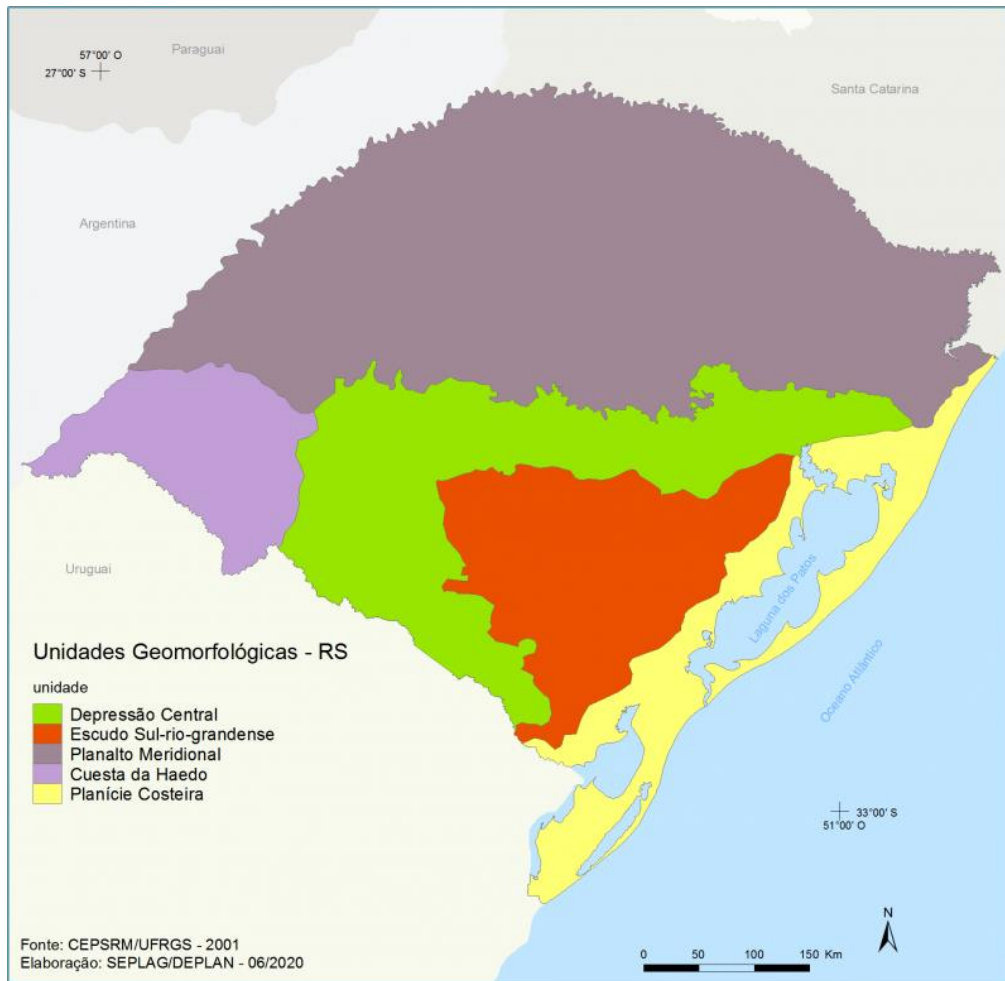 Paraguai
57°00' O
27°00' S
Santa Catarina
Argentina
Uruguai
Laguna dos Patos
Oceano Atlântico
Unidades Geomorfológicas - RS
unidade
Depressão Central
Escudo Sul-rio-grandense
Planalto Meridional
Cuesta da Haedo
Planície Costeira
33°00' S
51°00' O
N
0 50 100 150 Km
Fonte: CEPSRM/UFRGS - 2001
Elaboração: SEPLAG/DEPLAN - 06/2020